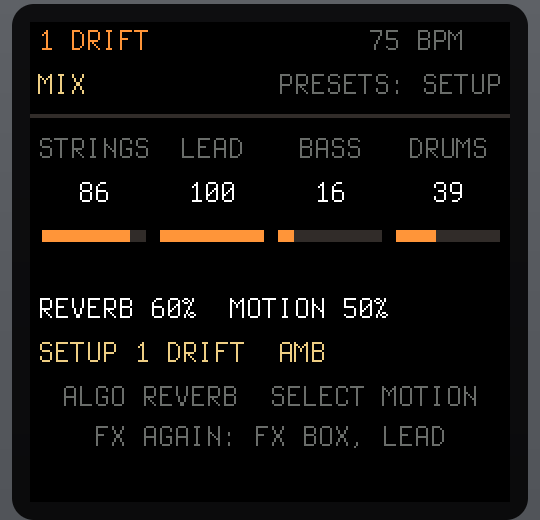 1 DRIFT 75 BPM
MIX PRESETS: SETUP
STRINGS LEAD BASS DRUMS
86 100 16 39
REVERB 60% MOTION 50%
SETUP 1 DRIFT AMB
ALGO REVERB SELECT MOTION
FX AGAIN: FX BOX, LEAD